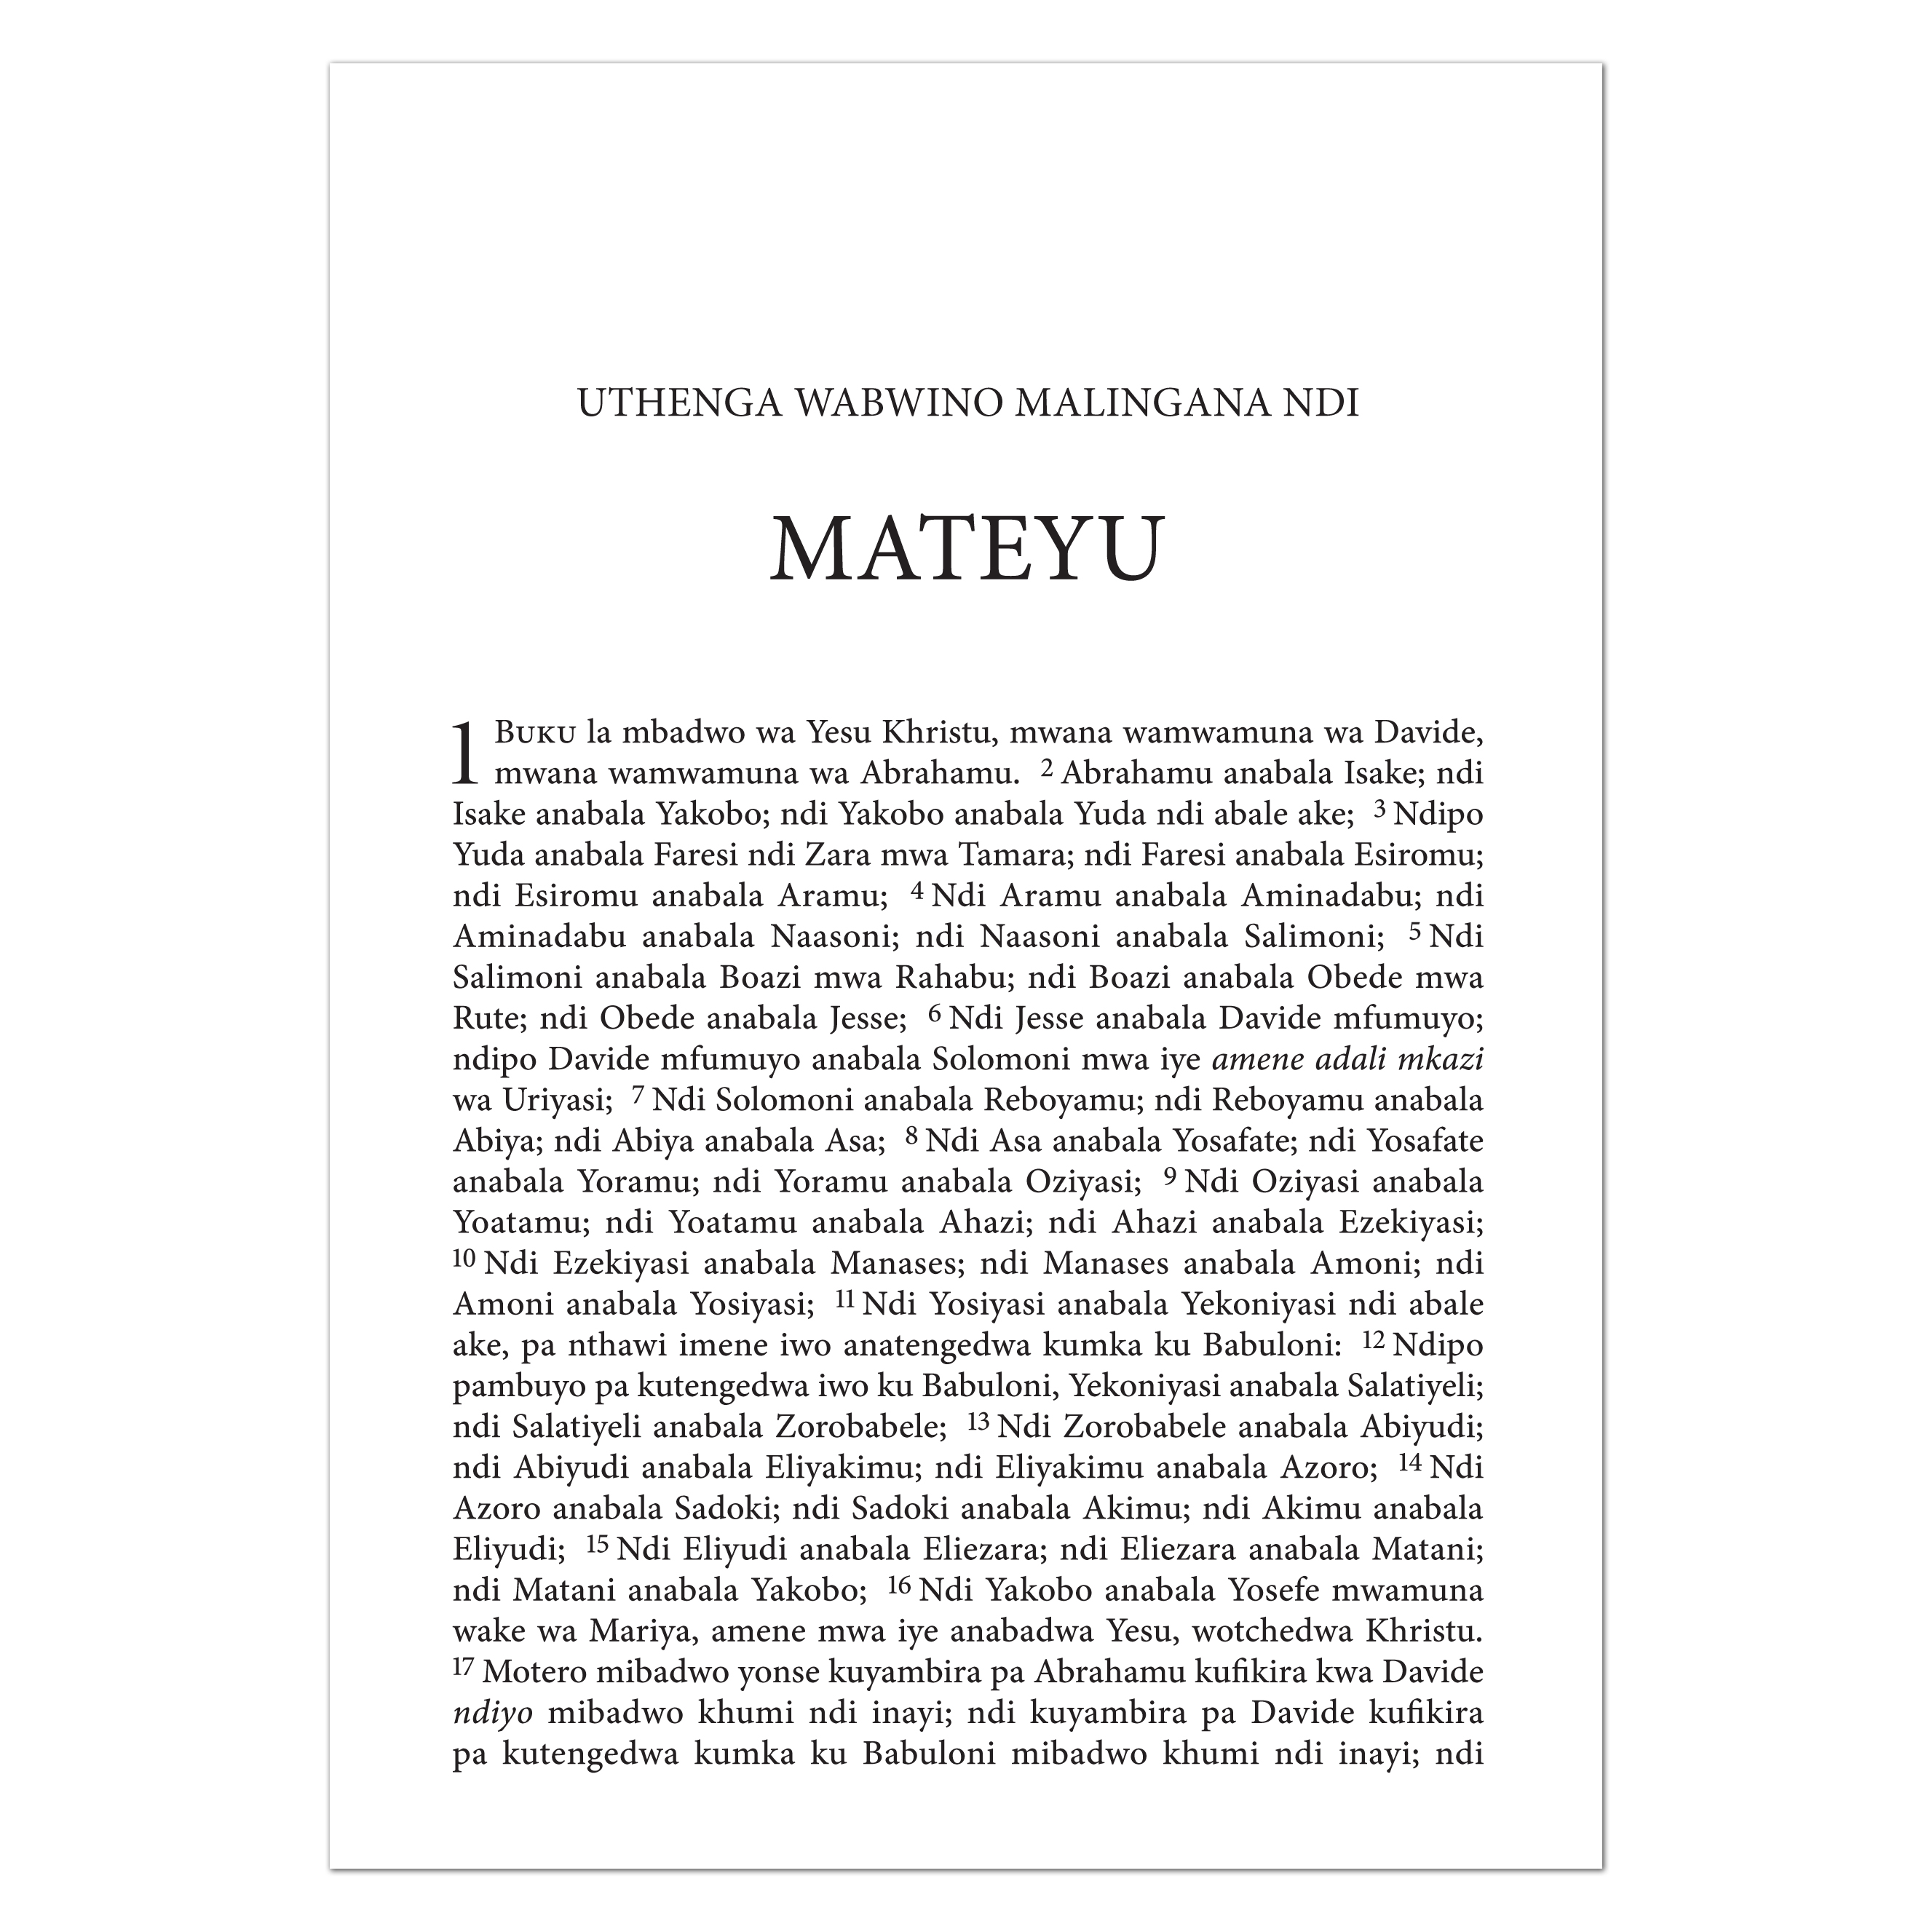 UTHENGA WABWINO MALINGANA NDI
MATEYU
1 Buku la mbadwo wa Yesu Khristu, mwana wamwamuna wa Davide,
mwana wamwamuna wa Abrahamu. 2 Abrahamu anabala Isake; ndi
Isake anabala Yakobo; ndi Yakobo anabala Yuda ndi abale ake; 3 Ndipo
Yuda anabala Faresi ndi Zara mwa Tamara; ndi Faresi anabala Esiromu;
ndi Esiromu anabala Aramu; 4 Ndi Aramu anabala Aminadabu; ndi
Aminadabu anabala Naasoni; ndi Naasoni anabala Salimoni; 5 Ndi
Salimoni anabala Boazi mwa Rahabu; ndi Boazi anabala Obede mwa
Rute; ndi Obede anabala Jesse; 6 Ndi Jesse anabala Davide mfumuyo;
ndipo Davide mfumuyo anabala Solomoni mwa iye amene adali mkazi
wa Uriyasi; 7 Ndi Solomoni anabala Reboyamu; ndi Reboyamu anabala
Abiya; ndi Abiya anabala Asa; 8 Ndi Asa anabala Yosafate; ndi Yosafate
anabala Yoramu; ndi Yoramu anabala Oziyasi; 9 Ndi Oziyasi anabala
Yoatamu; ndi Yoatamu anabala Ahazi; ndi Ahazi anabala Ezekiyasi;
10 Ndi Ezekiyasi anabala Manases; ndi Manases anabala Amoni; ndi
Amoni anabala Yosiyasi; 11 Ndi Yosiyasi anabala Yekoniyasi ndi abale
ake, pa nthawi imene iwo anatengedwa kumka ku Babuloni: 12 Ndipo
pambuyo pa kutengedwa iwo ku Babuloni, Yekoniyasi anabala Salatiyeli;
ndi Salatiyeli anabala Zorobabele; 13 Ndi Zorobabele anabala Abiyudi;
ndi Abiyudi anabala Eliyakimu; ndi Eliyakimu anabala Azoro; 14 Ndi
Azoro anabala Sadoki; ndi Sadoki anabala Akimu; ndi Akimu anabala
Eliyudi; 15 Ndi Eliyudi anabala Eliezara; ndi Eliezara anabala Matani;
ndi Matani anabala Yakobo; 16 Ndi Yakobo anabala Yosefe mwamuna
wake wa Mariya, amene mwa iye anabadwa Yesu, wotchedwa Khristu.
17 Motero mibadwo yonse kuyambira pa Abrahamu kufikira kwa Davide
ndiyo mibadwo khumi ndi inayi; ndi kuyambira pa Davide kufikira
pa kutengedwa kumka ku Babuloni mibadwo khumi ndi inayi; ndi